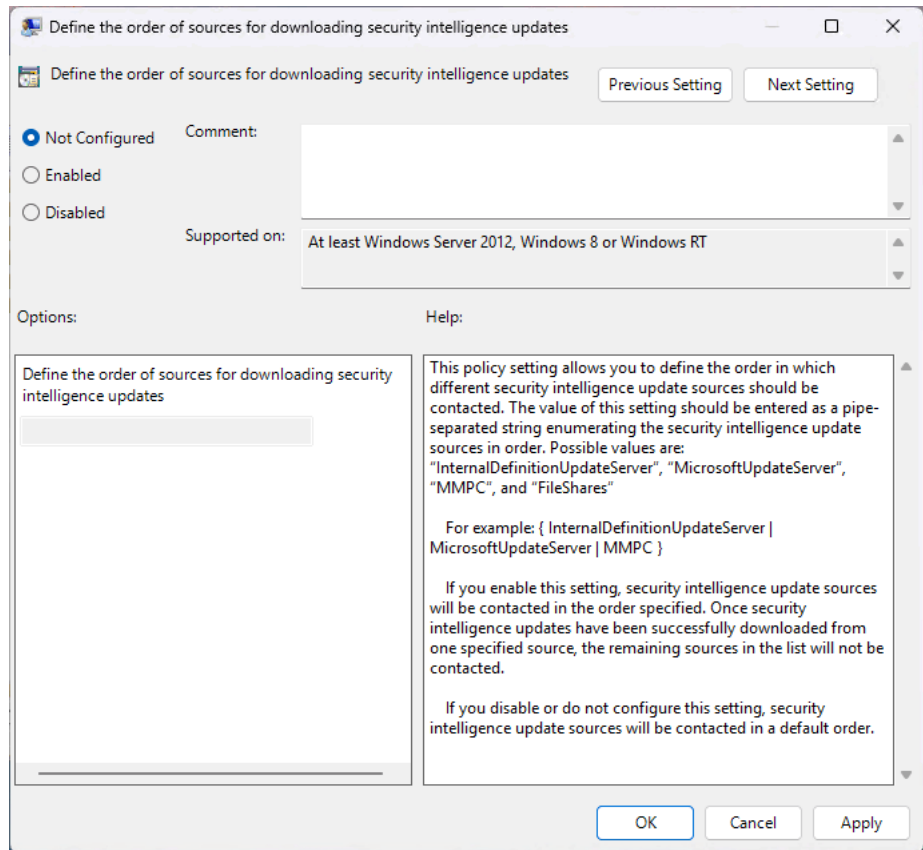 Define the order of sources for downloading security intelligence updates
Define the order of sources for downloading security intelligence updates
Previous Setting
Next Setting
Not Configured
Enabled
Disabled
Comment:
Supported on:
At least Windows Server 2012, Windows 8 or Windows RT
Options:
Help:
Define the order of sources for downloading security
intelligence updates
This policy setting allows you to define the order in which
different security intelligence update sources should be
contacted. The value of this setting should be entered as a pipe-
separated string enumerating the security intelligence update
sources in order. Possible values are:
“InternalDefinitionUpdateServer”, “MicrosoftUpdateServer”,
“MMPC”, and “FileShares”
For example: { InternalDefinitionUpdateServer |
MicrosoftUpdateServer | MMPC }
If you enable this setting, security intelligence update sources
will be contacted in the order specified. Once security
intelligence updates have been successfully downloaded from
one specified source, the remaining sources in the list will not be
contacted.
If you disable or do not configure this setting, security
intelligence update sources will be contacted in a default order.
OK
Cancel
Apply